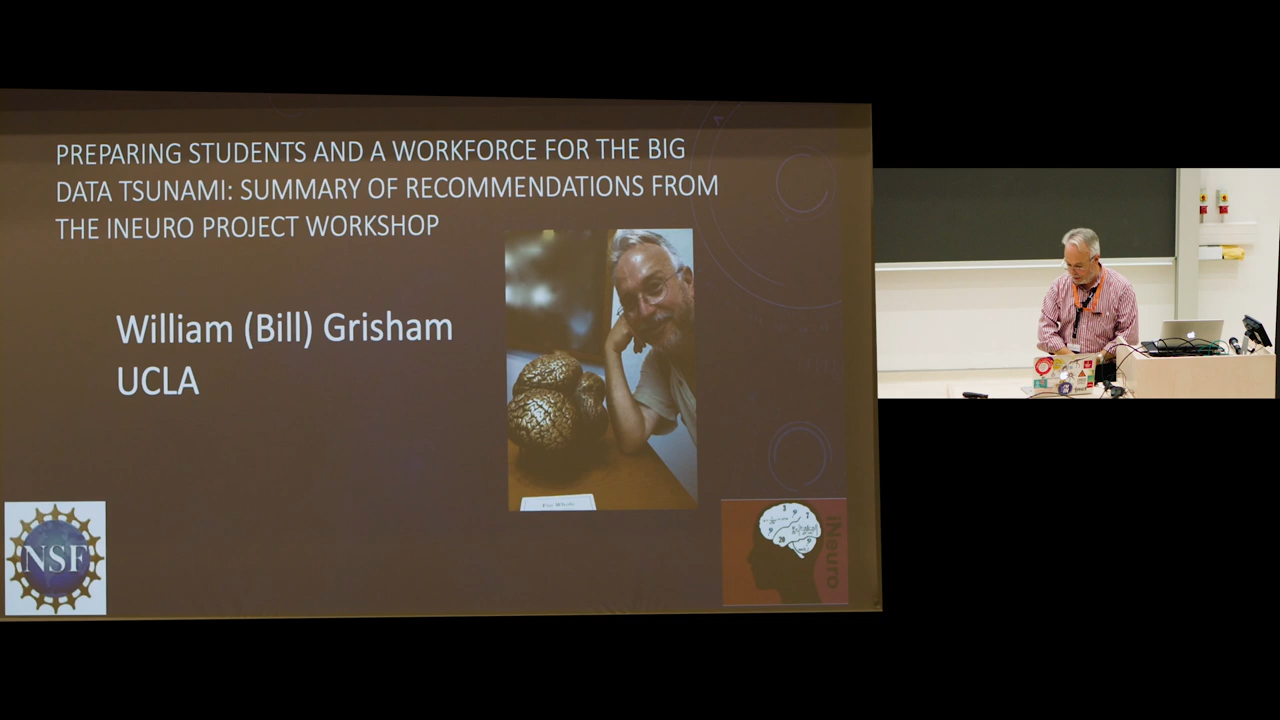 PREPARING STUDENTS AND A WORKFORCE FOR THE BIG
DATA TSUNAMI: SUMMARY OF RECOMMENDATIONS FROM
THE INEURO PROJECT WORKSHOP
William (Bill) Grisham
UCLA
NSF
iNeuro